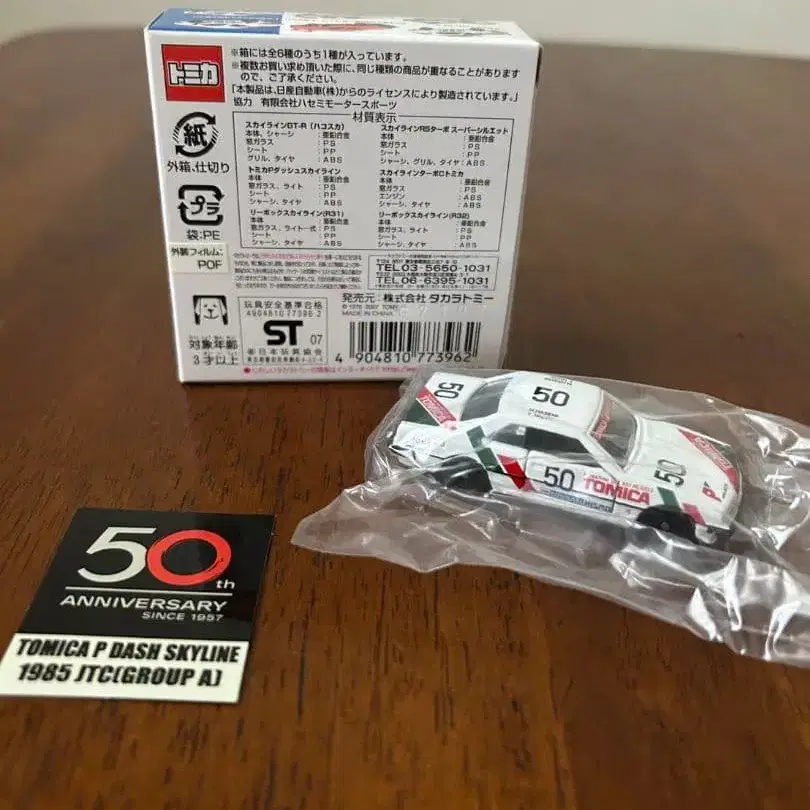 トミカ
※箱には全6種のうち1種が入っています。
※複数お買い求め頂いた際に、同じ種類の商品が重なることがありますので、ご了承ください。
「本製品は、日産自動車(株)からのライセンスにより製造されています。」
協力 有限会社ハセミモータースポーツ
材質表示
スカイラインGT-R (ハコスカ)
本体、シャーシ :亜鉛合金
窓ガラス :PS
シート :PP
グリル、タイヤ :ABS
スカイラインRSターボ スーパーシルエット
本体 :亜鉛合金
窓ガラス :PS
シート :PP
シャーシ、グリル、タイヤ :ABS
トミカPダッシュスカイライン
本体 :亜鉛合金
窓ガラス、ライト :PS
シート :PP
シャーシ、タイヤ :ABS
スカイラインターボCトミカ
本体 :亜鉛合金
窓ガラス :PS
エンジン :ABS
シャーシ、タイヤ :ABS
リーボックスカイライン(R31)
本体 :亜鉛合金
窓ガラス、ライト一式 :PS
シート :PP
シャーシ、タイヤ :ABS
リーボックスカイライン(R32)
本体 :亜鉛合金
窓ガラス、ライト :PS
シート :PP
シャーシ、タイヤ :ABS
紙
外箱、仕切り
プラ
袋:PE
外装フィルム:
POF
TEL 03-5650-1031
TEL 06-6395-1031
発売元:株式会社 タカラトミー
MADE IN CHINA
対象年齢
3才以上
玩具安全基準合格
4904810 77396 2
ST 07
日本玩具協会
4 904810 773962
50
TOMICA
50
50
TOMICA
50
TOMICA
50th
ANNIVERSARY
SINCE 1957
TOMICA P DASH SKYLINE
1985 JTC(GROUP A)